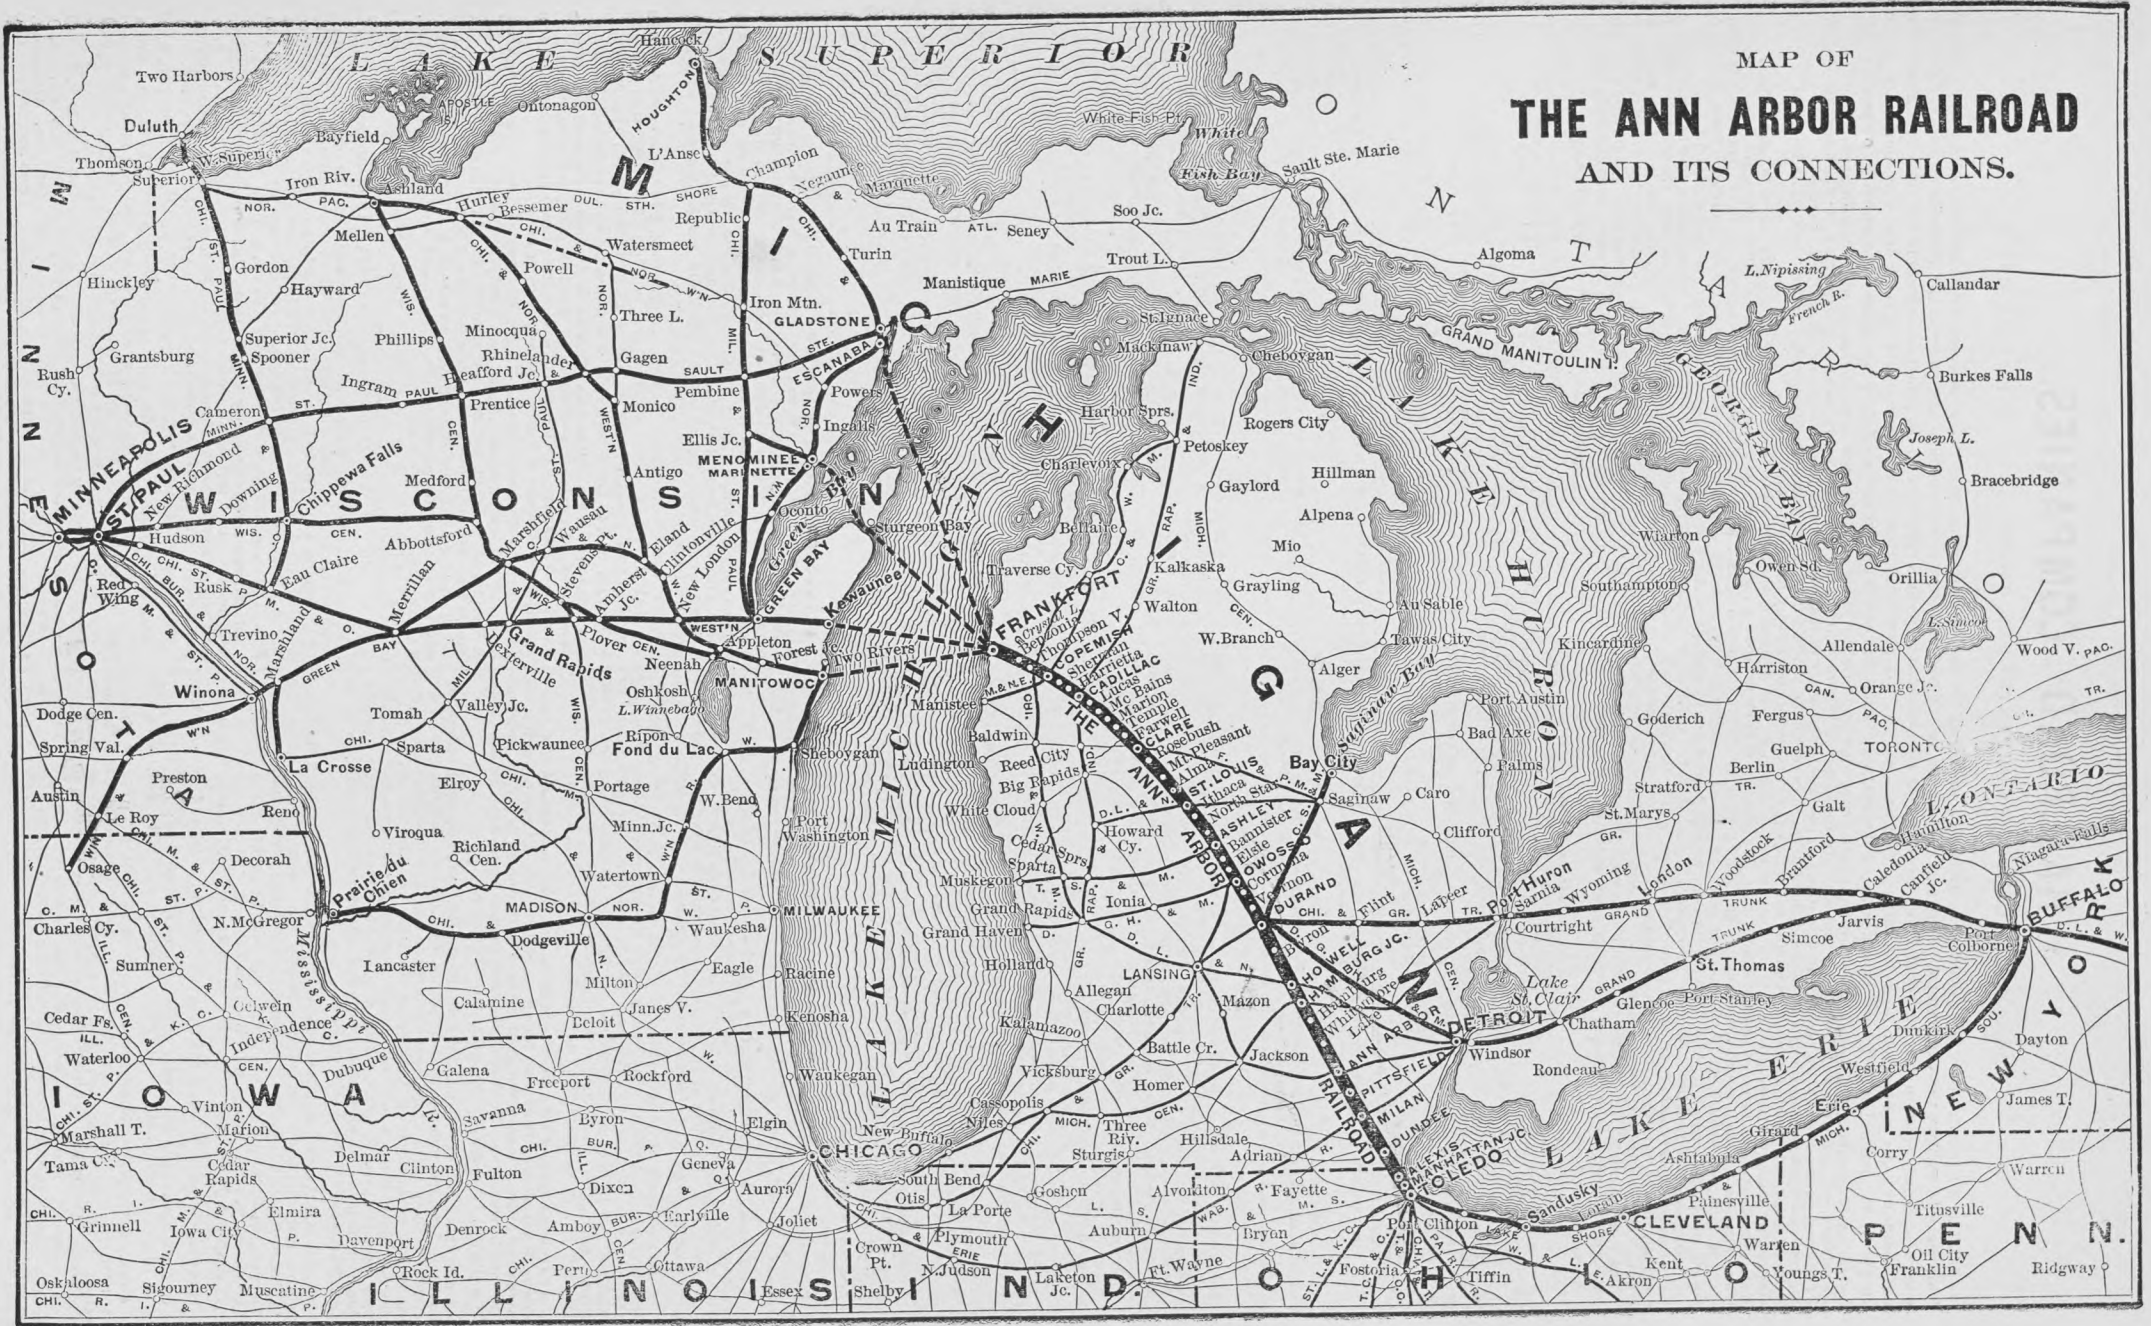 MAP OF
THE ANN ARBOR RAILROAD
AND ITS CONNECTIONS.
LAKE SUPERIOR
Hancock
Two Harbors
APOSTLE
IS.
Ontonagon
HOUGHTON
Duluth
Bayfield
White Fish Pt.
White
Fish Bay
L'Anse
Thomson
W. Superior
Superior
Iron Riv.
Ashland
Champion
Negaunee
Marquette
Sault Ste. Marie
NOR.
PAC.
Hurley
Bessemer
DUL.
STH.
SHORE
&
ATL.
Au Train
Seney
Soo Jc.
Republic
Mellen
Watersmeet
Turin
Trout L.
Algoma
L. Nipissing
French R.
Callandar
Hinckley
Gordon
Hayward
Powell
Manistique
MARIE
Iron Mtn.
GLADSTONE
Three L.
St. Ignace
GRAND MANITOULIN I.
GEORGIAN BAY
Superior Jc.
Spooner
Phillips
Minocqua
Rhinelander
Heafford Jc.
Gagen
SAULT
STE.
ESCANABA
Mackinaw
Cheboygan
Grantsburg
Rush
Cy.
Ingram
Prentice
Pembine
Powers
Burkes Falls
Cameron
Monico
Harbor Sprs.
Rogers City
Ingalls
Petoskey
Joseph L.
MINNEAPOLIS
ST. PAUL
New Richmond
Downing
Chippewa Falls
Medford
Antigo
Ellis Jc.
MENOMINEE
MARINETTE
Charlevoix
Gaylord
Hillman
Bracebridge
Hudson
Abbottsford
Marshfield
Wausau
Stevens Pt.
Eland
Clintonville
New London
Oconto
Green Bay
Sturgeon Bay
Bellaire
Alpena
Wiarton
Red
Wing
Rusk
Eau Claire
Merrillan
Amherst
Jc.
GREEN BAY
Kewaunee
Traverse Cy.
Kalkaska
Mio
Grayling
Southampton
Owen Sd.
Orillia
Trevino
Marshland
Grand Rapids
Dexterville
Plover
Appleton
Neenah
Forest Jc.
Two Rivers
FRANKFORT
Crystal L.
Benzonia
Thompson V.
Walton
Au Sable
L. Simcoe
Winona
Oshkosh
L. Winnebago
MANITOWOC
COPEMISH
Sherman
Harrietta
CADILLAC
Lucas
Mc Bains
Marion
Temple
Farwell
CLARE
Rosebush
Mt. Pleasant
Alma
ST. LOUIS
Ithaca
North Star
ASHLEY
Bannister
Elsie
OWOSSO
Corunna
Vernon
DURAND
Byron
HOWELL
HAMBURG JC.
Hamburg
Whitmore
Lake
ANN ARBOR
PITTSFIELD
MILAN
DUNDEE
ALEXIS
MANHATTAN JC.
TOLEDO
THE ANN ARBOR RAILROAD
W. Branch
Tawas City
Alger
Kincardine
Harriston
Allendale
Wood V.
Orange Jc.
Dodge Cen.
Spring Val.
Tomah
Valley Jc.
Sparta
Pickwaunee
Ripon
Fond du Lac
Sheboygan
Manistee
Baldwin
Ludington
Reed City
Big Rapids
Bay City
Saginaw Bay
Port Austin
Bad Axe
Palms
Goderich
Fergus
Guelph
TORONTO
La Crosse
Preston
Austin
Le Roy
Reno
Elroy
Portage
W. Bend
White Cloud
Saginaw
Caro
Stratford
Berlin
Galt
St. Marys
L. ONTARIO
Viroqua
Minn. Jc.
Port
Washington
Howard
Cy.
Cedar Sprs.
Sparta
Clifford
Hamilton
Niagara Falls
Osage
Decorah
Richland
Cen.
Watertown
Prairie du
Chien
Muskegon
Port Huron
Sarnia
Wyoming
London
Woodstock
Brantford
Caledonia
Canfield
Jc.
Charles Cy.
N. McGregor
MADISON
Dodgeville
MILWAUKEE
Waukesha
Grand Rapids
Grand Haven
Ionia
Flint
Lapeer
Courtright
Jarvis
Simcoe
Port
Colborne
BUFFALO
Sumner
Lancaster
Eagle
Racine
Holland
LANSING
Lake
St. Clair
St. Thomas
Oelwein
Calamine
Milton
Janes V.
Beloit
Kenosha
Allegan
Charlotte
Mazon
DETROIT
Windsor
Chatham
Glencoe
Port Stanley
Dunkirk
Dayton
Cedar Fs.
Independence
Waterloo
Dubuque
Mississippi
R.
Kalamazoo
Battle Cr.
Jackson
Rondeau
Westfield
Galena
Freeport
Rockford
Waukegan
Vicksburg
Homer
Erie
James T.
Vinton
Marion
Savanna
Byron
Elgin
Cassopolis
Niles
New Buffalo
Three
Riv.
Hillsdale
Girard
Marshall T.
Tama Cy.
Cedar
Rapids
Delmar
Clinton
Fulton
Dixon
Geneva
Aurora
CHICAGO
South Bend
Otis
La Porte
Sturgis
Goshen
Adrian
Alvordton
Fayette
Ashtabula
Corry
Warren
Grinnell
Elmira
Iowa City
Davenport
Denrock
Amboy
Earlville
Joliet
Plymouth
Auburn
Bryan
Port Clinton
Sandusky
Lorain
CLEVELAND
Painesville
Titusville
Oskaloosa
Sigourney
Muscatine
Rock Id.
Peru
Ottawa
Essex
Crown
Pt.
Shelby
N. Judson
Laketon
Jc.
Ft. Wayne
Fostoria
Tiffin
Akron
Kent
Warren
Youngs T.
Oil City
Franklin
Ridgway
MINNESOTA
WISCONSIN
MICHIGAN
ONTARIO
LAKE MICHIGAN
LAKE HURON
LAKE ERIE
IOWA
ILLINOIS
IND.
OHIO
PENN.
NEW YORK